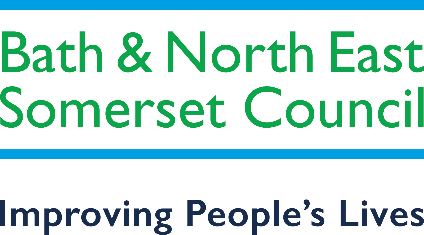 Bath & North East
Somerset Council
Improving People's Lives